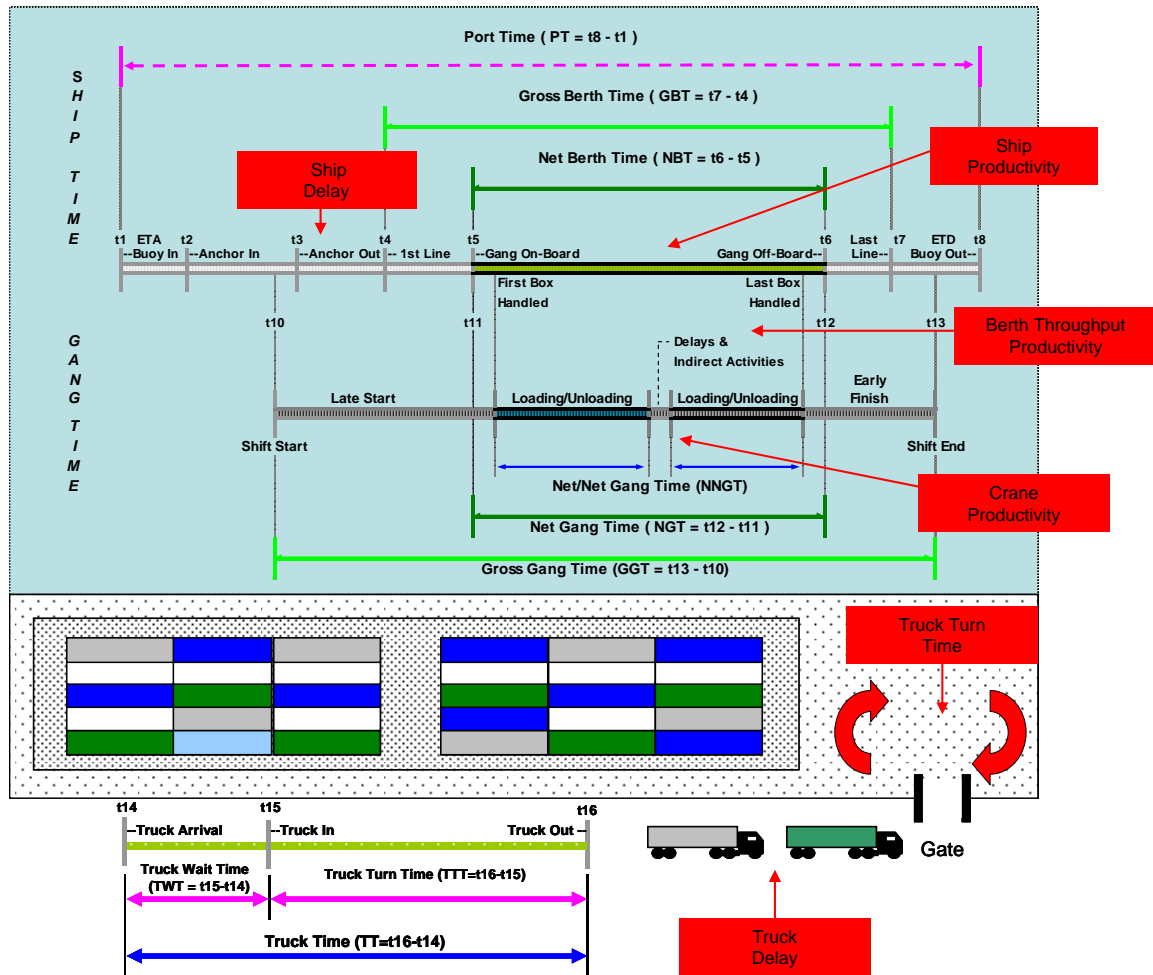 Port Time ( PT = t8 - t1 )
SHIP TIME
Gross Berth Time ( GBT = t7 - t4 )
Ship
Productivity
Net Berth Time ( NBT = t6 - t5 )
Ship
Delay
t1 ETA t2 t3 t4 t5 t6 Last t7 ETD t8
--Buoy In --Anchor In --Anchor Out -- 1st Line --Gang On-Board Gang Off-Board-- Line-- Buoy Out--
First Box
Handled
Last Box
Handled
t10 t11 t12 t13
Berth Throughput
Productivity
GANG TIME
Delays &
Indirect Activities
Late Start Loading/Unloading Loading/Unloading
Early
Finish
Shift Start Shift End
Net/Net Gang Time (NNGT)
Crane
Productivity
Net Gang Time ( NGT = t12 - t11 )
Gross Gang Time (GGT = t13 - t10)
Truck Turn
Time
t14 t15 t16
--Truck Arrival --Truck In Truck Out --
Gate
Truck Wait Time
(TWT = t15-t14)
Truck Turn Time (TTT=t16-t15)
Truck Time (TT=t16-t14)
Truck
Delay